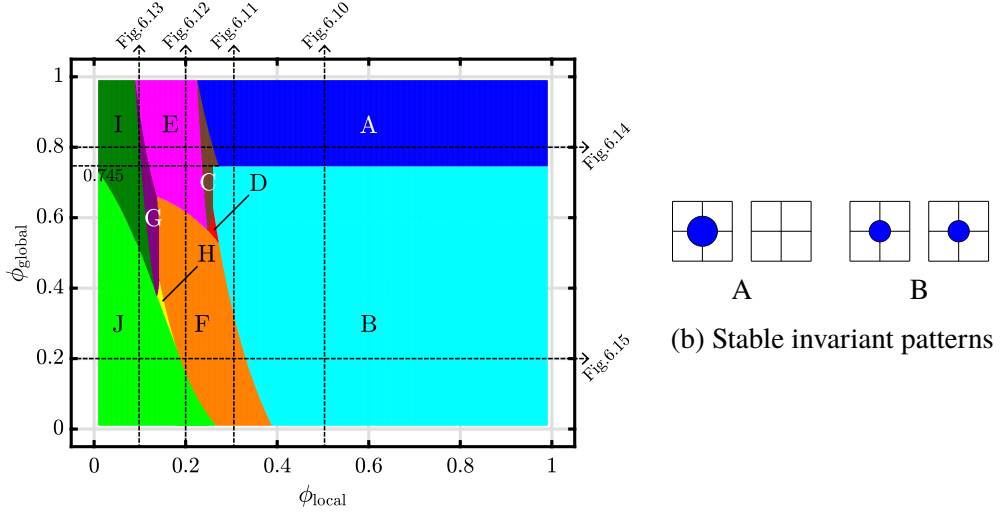 Fig.6.13
Fig.6.12
Fig.6.11
Fig.6.10
1
0.8
0.6
0.4
0.2
0
ϕglobal
0.745
I
E
A
C
D
G
H
J
F
B
Fig.6.14
Fig.6.15
0
0.2
0.4
0.6
0.8
1
ϕlocal
A
B
(b) Stable invariant patterns